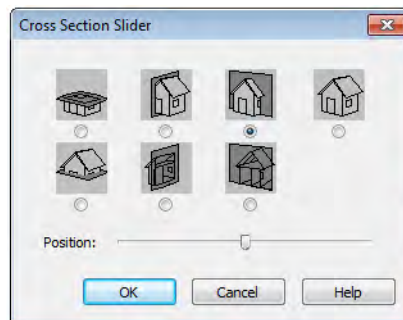 Cross Section Slider
Position:
OK
Cancel
Help